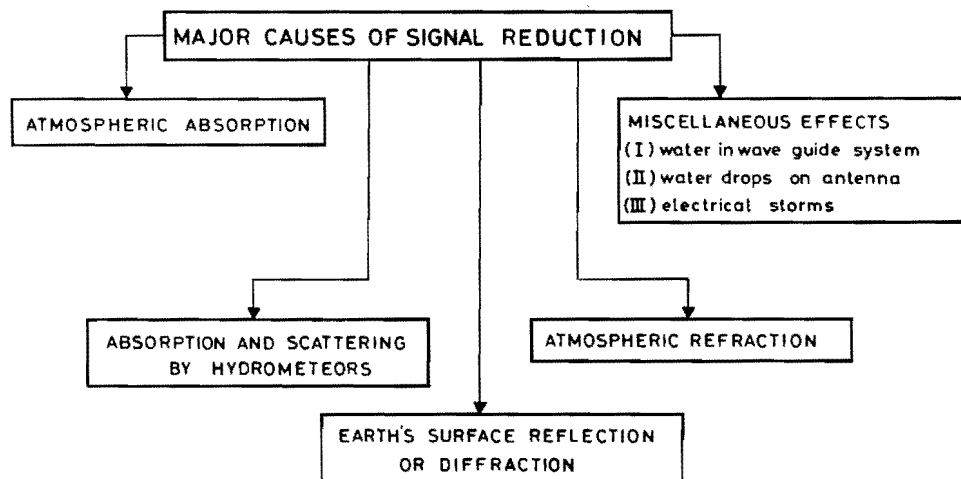 MAJOR CAUSES OF SIGNAL REDUCTION
ATMOSPHERIC ABSORPTION
MISCELLANEOUS EFFECTS
(I) water in wave guide system
(II) water drops on antenna
(III) electrical storms
ABSORPTION AND SCATTERING
BY HYDROMETEORS
ATMOSPHERIC REFRACTION
EARTH'S SURFACE REFLECTION
OR DIFFRACTION